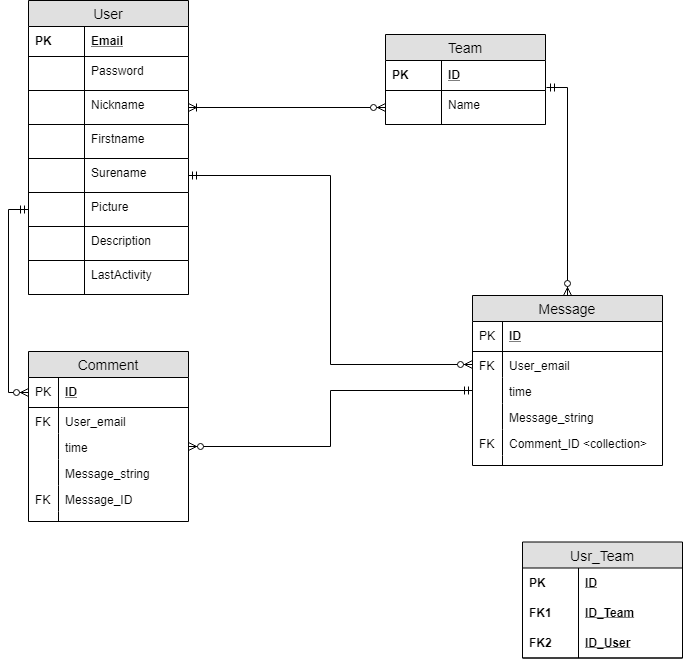 User
PK Email
Password
Nickname
Firstname
Surename
Picture
Description
LastActivity
Team
PK ID
Name
Message
PK ID
FK User_email
time
Message_string
FK Comment_ID <collection>
Comment
PK ID
FK User_email
time
Message_string
FK Message_ID
Usr_Team
PK ID
FK1 ID_Team
FK2 ID_User